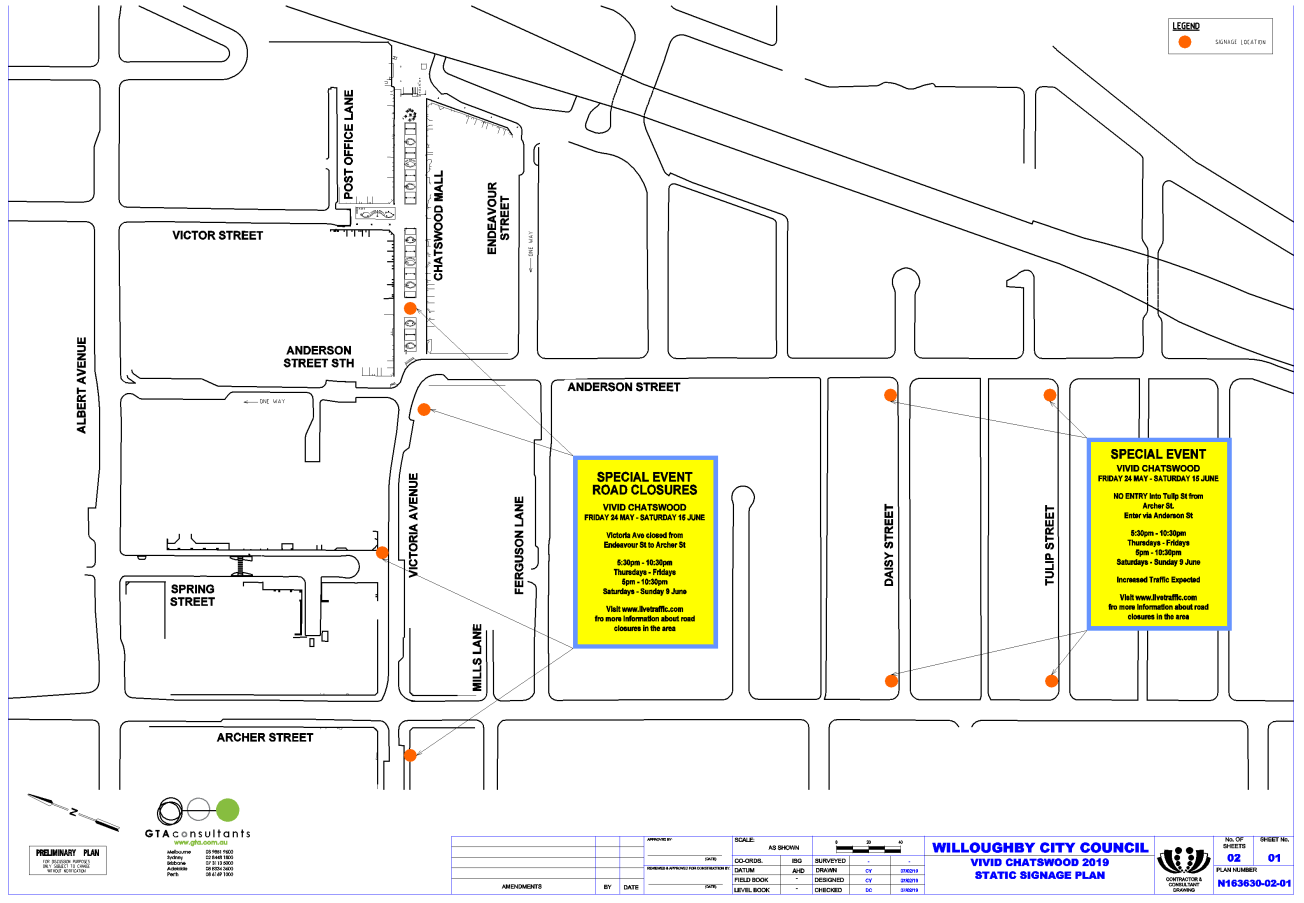 LEGEND
SIGNAGE LOCATION
POST OFFICE LANE
CHATSWOOD MALL
ENDEAVOUR
STREET
VICTOR STREET
ONE WAY
ALBERT AVENUE
ANDERSON
STREET STH
ONE WAY
ANDERSON STREET
VICTORIA AVENUE
FERGUSON LANE
DAISY STREET
TULIP STREET
SPECIAL EVENT
ROAD CLOSURES
VIVID CHATSWOOD
FRIDAY 24 MAY - SATURDAY 15 JUNE
Victoria Ave closed from
Endeavour St to Archer St
5:30pm - 10:30pm
Thursdays - Fridays
5pm - 10:30pm
Saturdays - Sunday 9 June
Visit www.livetraffic.com
fro more information about road
closures in the area
SPECIAL EVENT
VIVID CHATSWOOD
FRIDAY 24 MAY - SATURDAY 15 JUNE
NO ENTRY into Tulip St from
Archer St.
Enter via Anderson St
5:30pm - 10:30pm
Thursdays - Fridays
5pm - 10:30pm
Saturdays - Sunday 9 June
Increased Traffic Expected
Visit www.livetraffic.com
fro more information about road
closures in the area
SPRING
STREET
MILLS LANE
ARCHER STREET
N
GTAconsultants
www.gta.com.au
Melbourne
Sydney
Brisbane
Adelaide
Perth
PRELIMINARY PLAN
FOR DISCUSSION PURPOSES
ONLY SUBJECT TO CHANGE
WITHOUT NOTIFICATION
AMENDMENTS BY DATE
APPROVED BY
(DATE)
REVIEWED & APPROVED FOR CONSTRUCTION BY
(DATE)
SCALE:
AS SHOWN
0 20 40
CO-ORDS. ISG SURVEYED - -
DATUM AHD DRAWN CY
FIELD BOOK - DESIGNED CY
LEVEL BOOK - CHECKED DC
WILLOUGHBY CITY COUNCIL
VIVID CHATSWOOD 2019
STATIC SIGNAGE PLAN
CONTRACTOR &
CONSULTANT
DRAWING
No. OF
SHEETS
02
SHEET No.
01
PLAN NUMBER
N163630-02-01